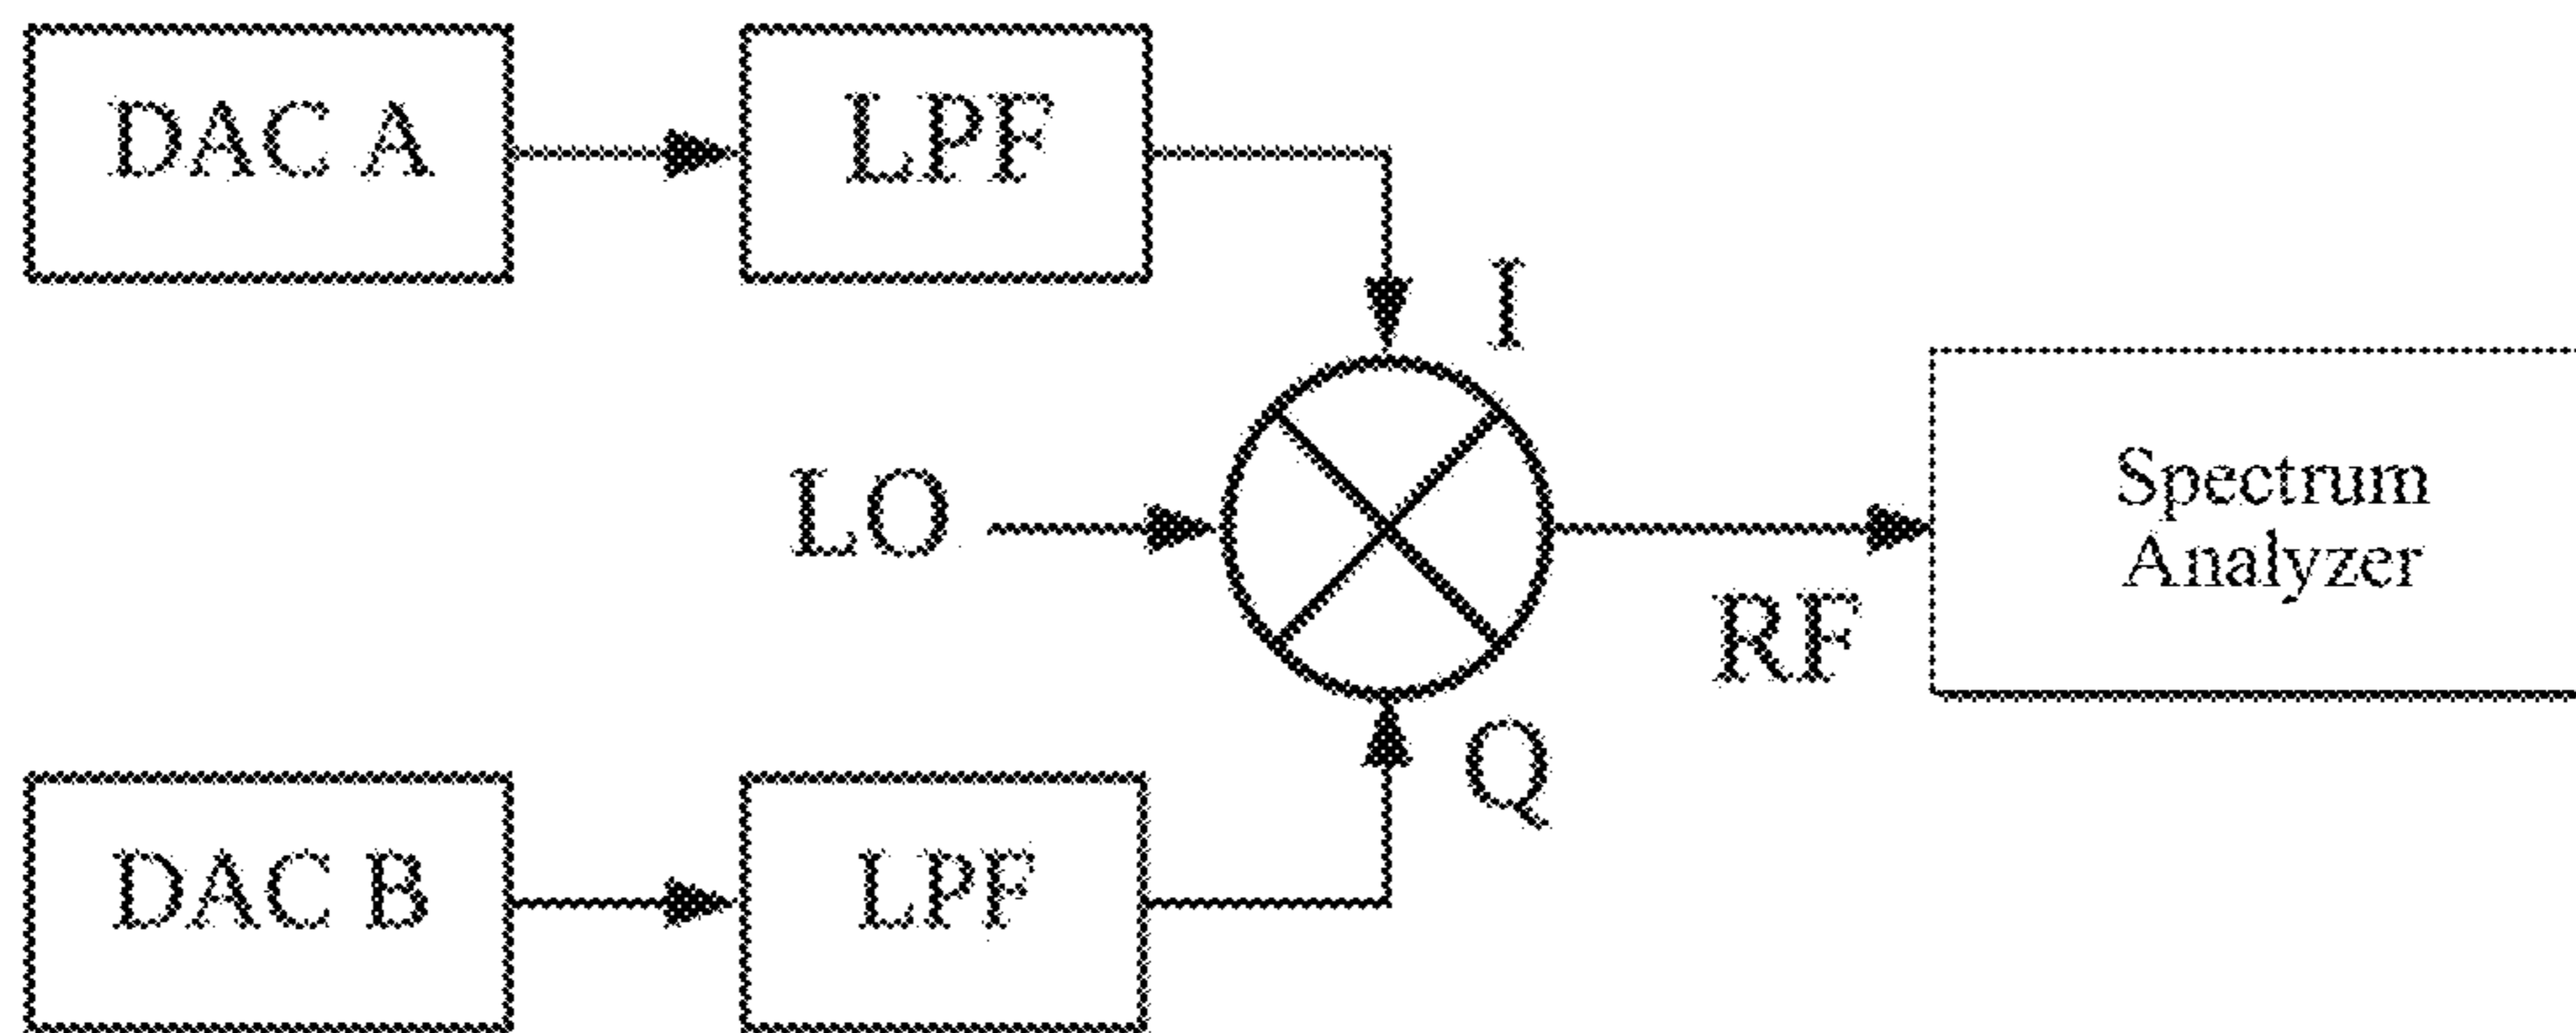 DAC A
LPF
I
LO
RF
Spectrum
Analyzer
Q
DAC B
LPF